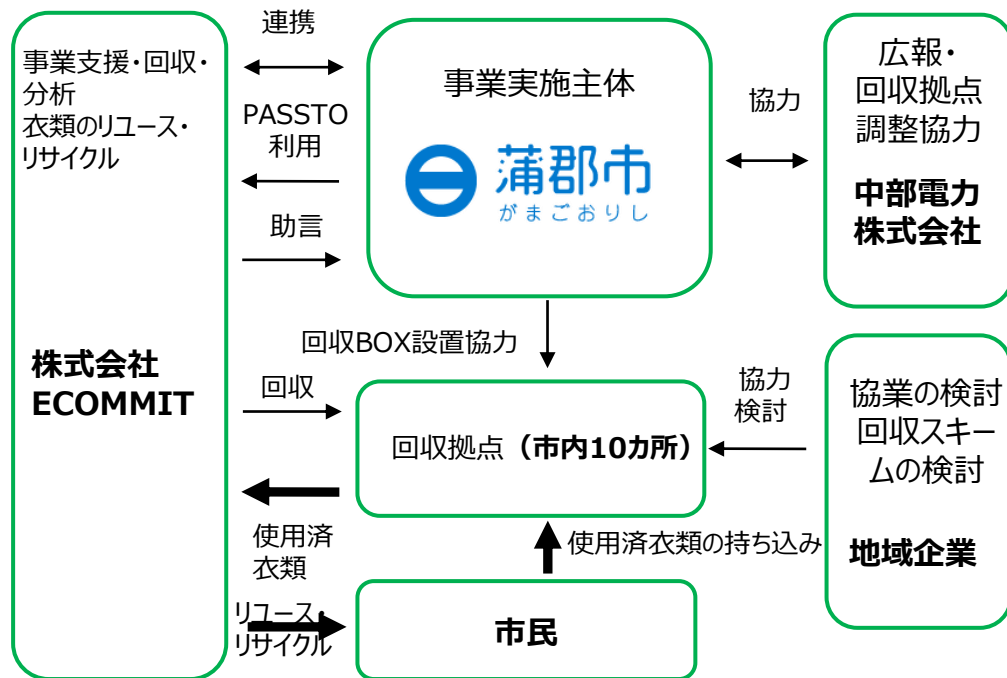 事業支援・回収・
分析
衣類のリユース・
リサイクル
株式会社
ECOMMIT
連携
PASSTO
利用
助言
回収
使用済
衣類
リユース・
リサイクル
事業実施主体
蒲郡市
がまごおりし
回収BOX設置協力
回収拠点（市内10カ所）
使用済衣類の持ち込み
市民
協力
広報・
回収拠点
調整協力
中部電力
株式会社
協力
検討
協業の検討
回収スキー
ムの検討
地域企業